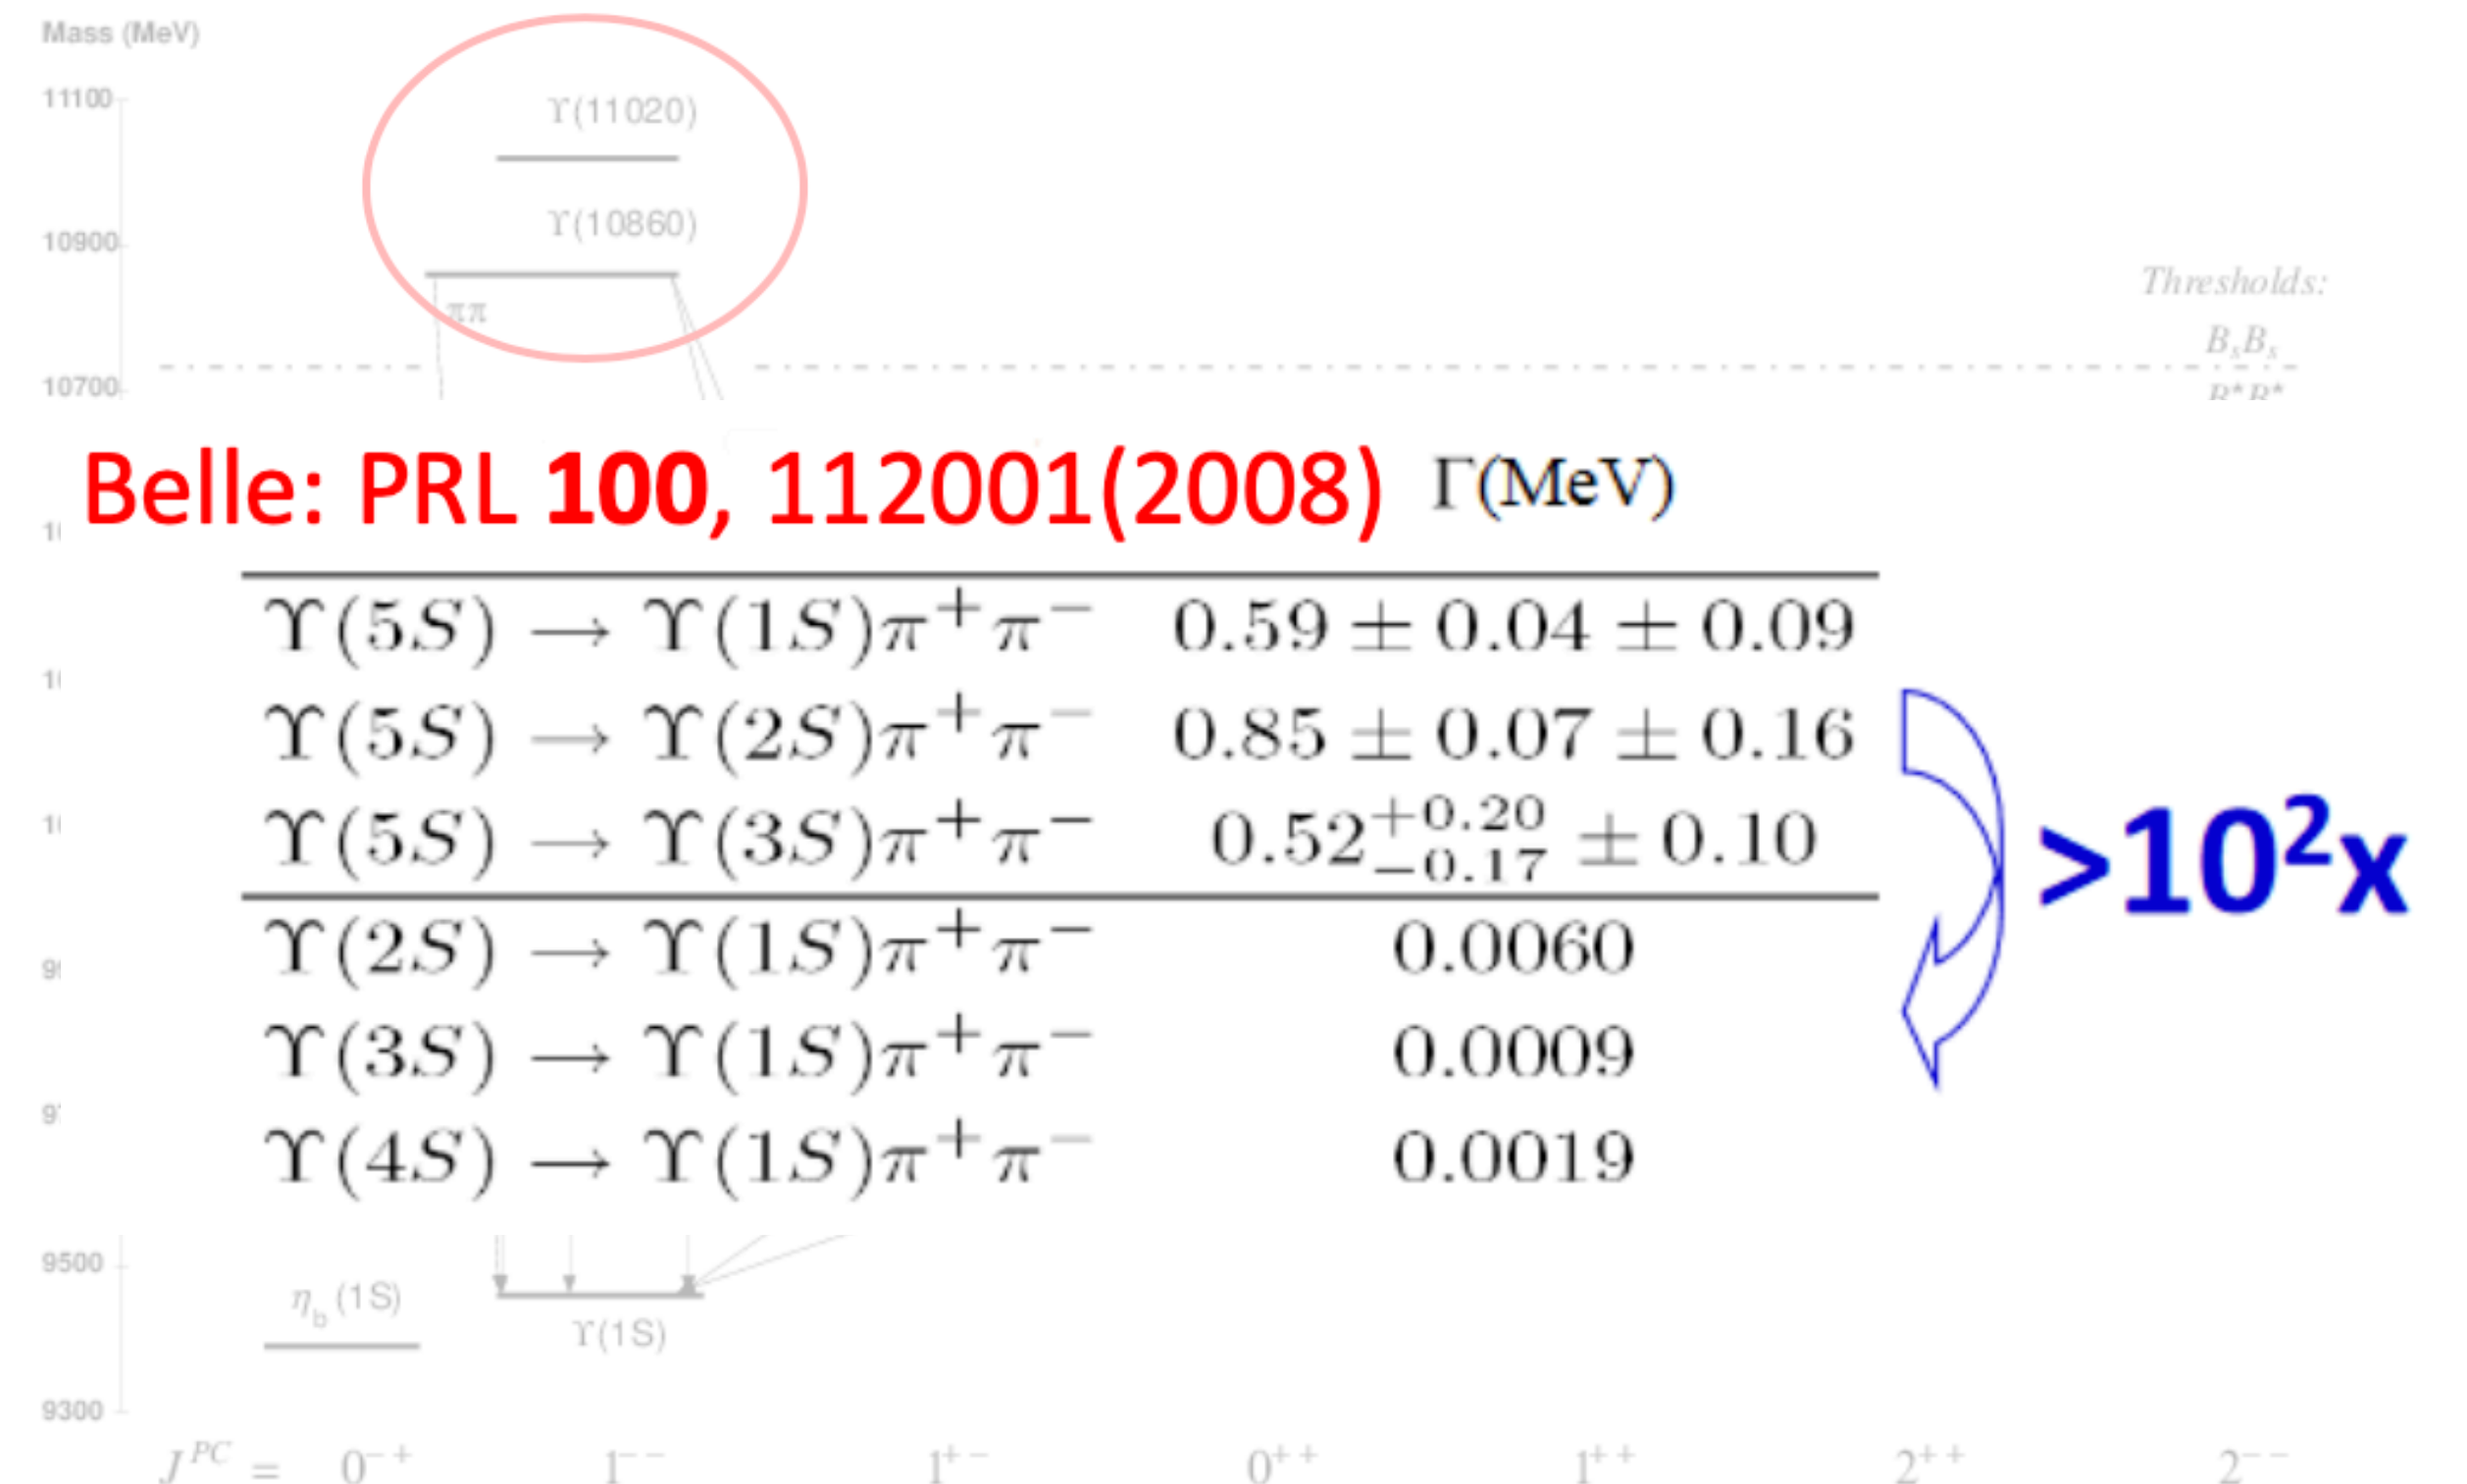 Mass (MeV)
11100
ϒ(11020)
10900
ϒ(10860)
ππ
Thresholds:
BₛBₛ
10700
B*B*
Belle: PRL 100, 112001(2008) Γ(MeV)
ϒ(5S) → ϒ(1S)π⁺π⁻ 0.59 ± 0.04 ± 0.09
ϒ(5S) → ϒ(2S)π⁺π⁻ 0.85 ± 0.07 ± 0.16
ϒ(5S) → ϒ(3S)π⁺π⁻ 0.52 +0.20 −0.17 ± 0.10
>10²x
ϒ(2S) → ϒ(1S)π⁺π⁻ 0.0060
ϒ(3S) → ϒ(1S)π⁺π⁻ 0.0009
ϒ(4S) → ϒ(1S)π⁺π⁻ 0.0019
9500
η_b (1S)
ϒ(1S)
9300
J^PC = 0⁻⁺ 1⁻⁻ 1⁺⁻ 0⁺⁺ 1⁺⁺ 2⁺⁺ 2⁻⁻